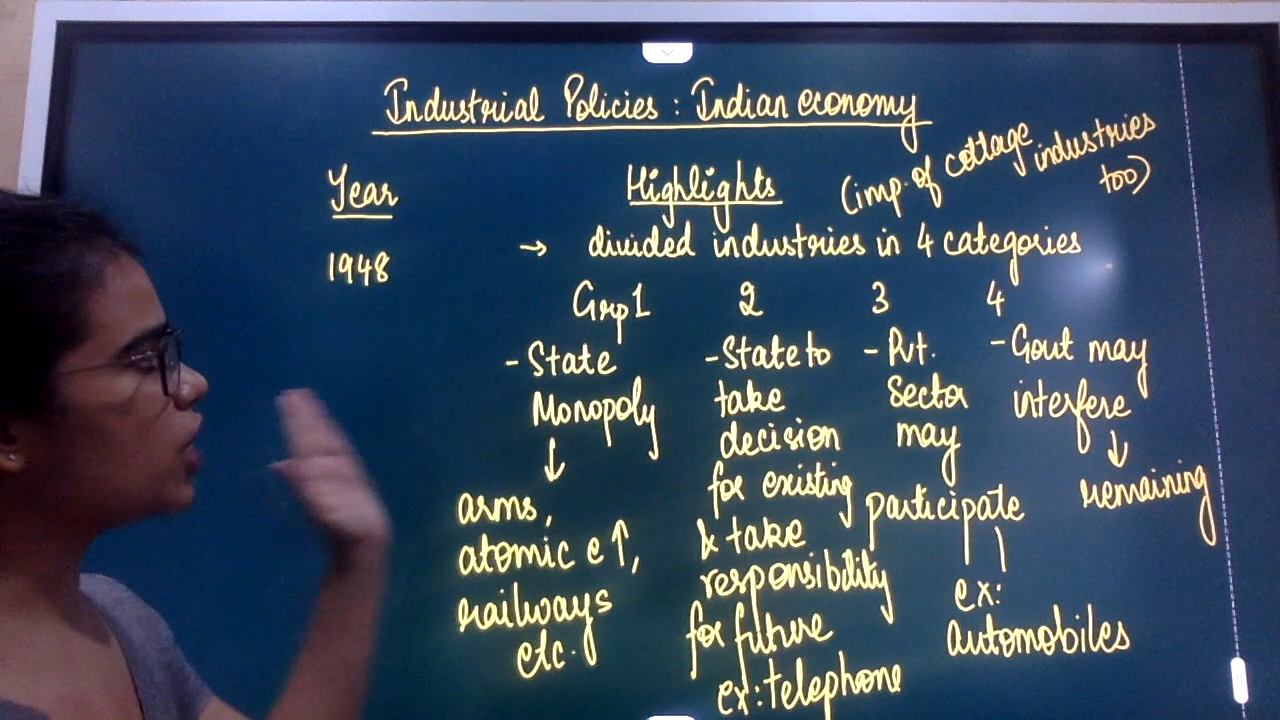 Industrial Policies : Indian economy
Year
Highlights
(imp. of cottage industries
too)
1948
→ divided industries in 4 categories
Grp 1
2
3
4
- State
Monopoly
↓
arms,
atomic e↑,
railways
etc.
- State to
take
decision
for existing
& take
responsibility
for future
ex: telephone
- Pvt.
Sector
may
participate
ex:
automobiles
- Govt may
interfere
↓
remaining